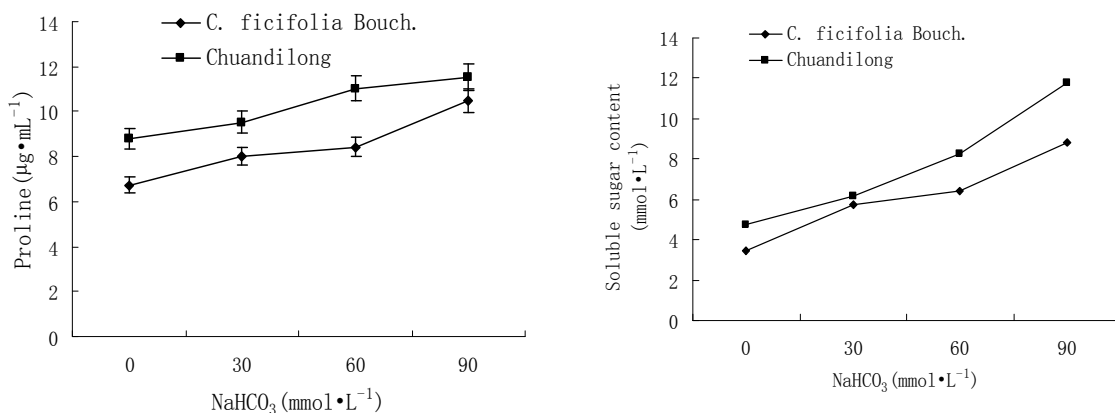 14
12
10
8
6
4
2
0
Proline(μg•mL⁻¹)
C. ficifolia Bouch.
Chuandilong
0 30 60 90
NaHCO₃(mmol•L⁻¹)
14
12
10
8
6
4
2
0
Soluble sugar content
(mmol•L⁻¹)
C. ficifolia Bouch.
Chuandilong
0 30 60 90
NaHCO₃(mmol•L⁻¹)